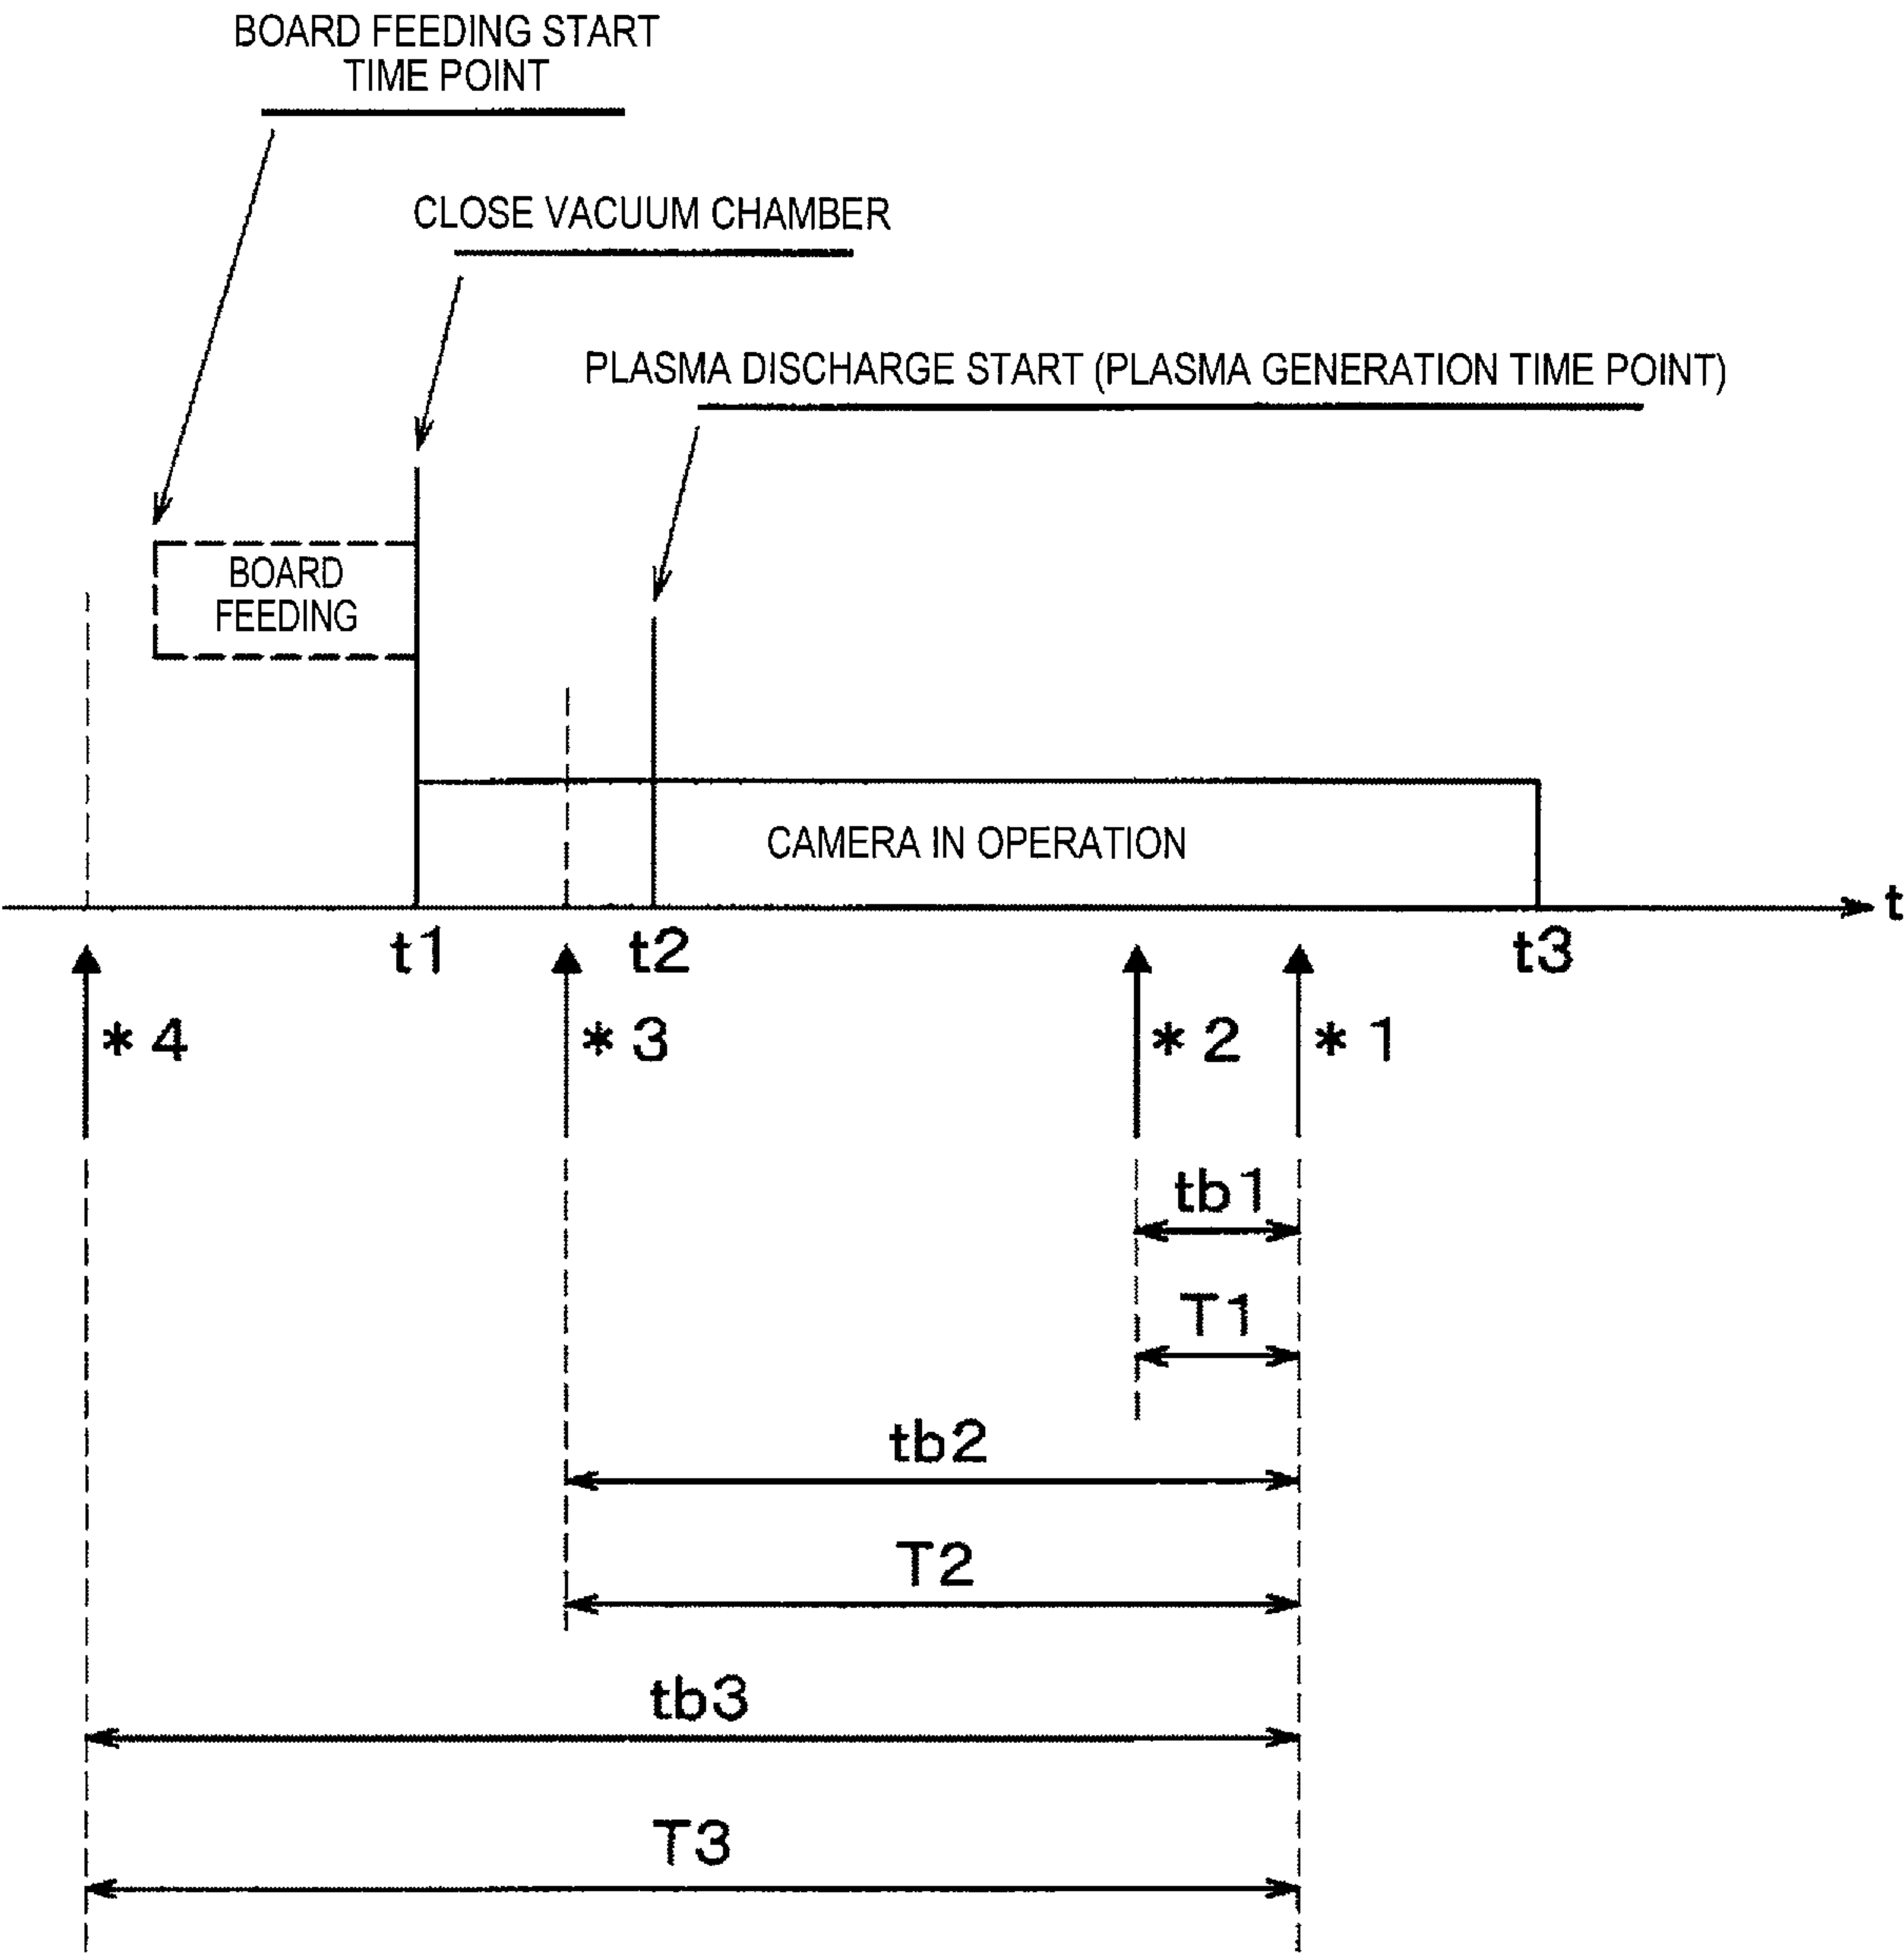 BOARD FEEDING START
TIME POINT
CLOSE VACUUM CHAMBER
PLASMA DISCHARGE START (PLASMA GENERATION TIME POINT)
BOARD
FEEDING
CAMERA IN OPERATION
t
t1
t2
t3
*4
*3
*2
*1
tb1
T1
tb2
T2
tb3
T3